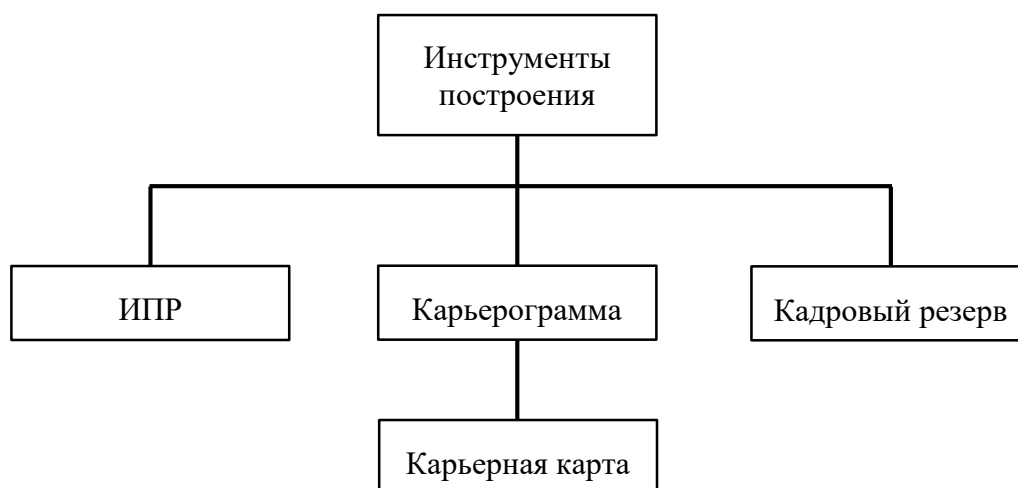 Инструменты
построения
ИПР
Карьерограмма
Кадровый резерв
Карьерная карта